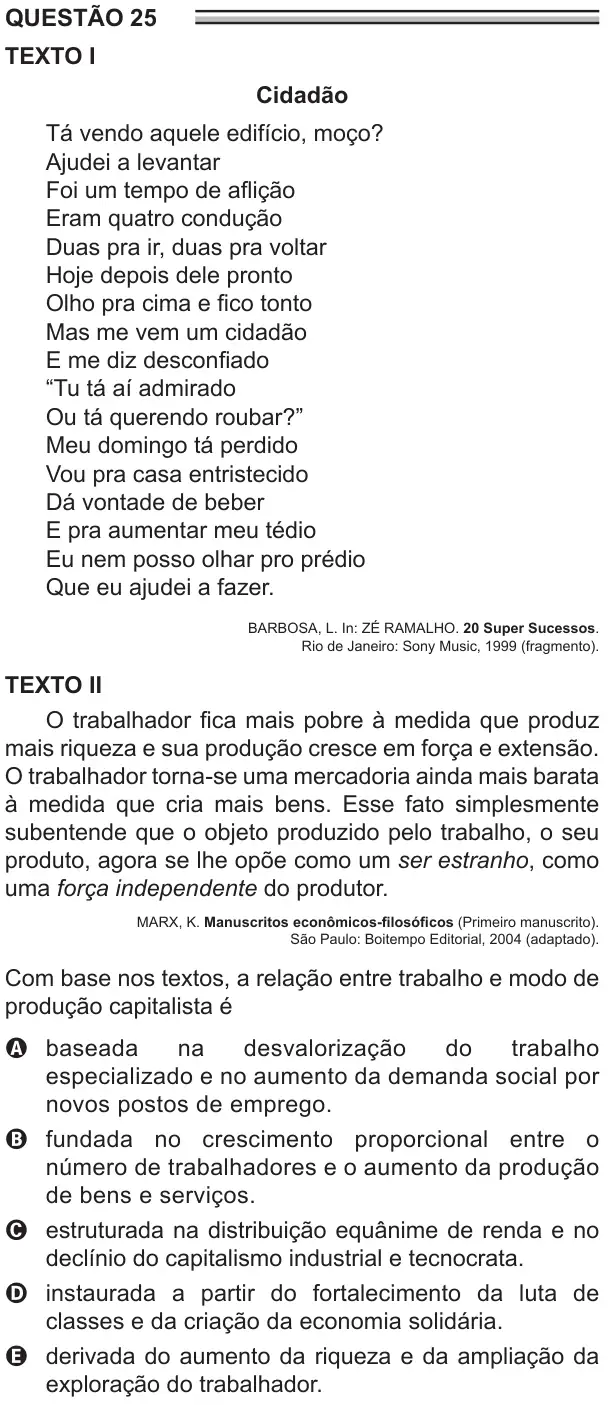 QUESTÃO 25
TEXTO I
Cidadão
Tá vendo aquele edifício, moço?
Ajudei a levantar
Foi um tempo de aflição
Eram quatro condução
Duas pra ir, duas pra voltar
Hoje depois dele pronto
Olho pra cima e fico tonto
Mas me vem um cidadão
E me diz desconfiado
“Tu tá aí admirado
Ou tá querendo roubar?”
Meu domingo tá perdido
Vou pra casa entristecido
Dá vontade de beber
E pra aumentar meu tédio
Eu nem posso olhar pro prédio
Que eu ajudei a fazer.
BARBOSA, L. In: ZÉ RAMALHO. 20 Super Sucessos.
Rio de Janeiro: Sony Music, 1999 (fragmento).
TEXTO II
O trabalhador fica mais pobre à medida que produz
mais riqueza e sua produção cresce em força e extensão.
O trabalhador torna-se uma mercadoria ainda mais barata
à medida que cria mais bens. Esse fato simplesmente
subentende que o objeto produzido pelo trabalho, o seu
produto, agora se lhe opõe como um ser estranho, como
uma força independente do produtor.
MARX, K. Manuscritos econômicos-filosóficos (Primeiro manuscrito).
São Paulo: Boitempo Editorial, 2004 (adaptado).
Com base nos textos, a relação entre trabalho e modo de
produção capitalista é
A baseada na desvalorização do trabalho
especializado e no aumento da demanda social por
novos postos de emprego.
B fundada no crescimento proporcional entre o
número de trabalhadores e o aumento da produção
de bens e serviços.
C estruturada na distribuição equânime de renda e no
declínio do capitalismo industrial e tecnocrata.
D instaurada a partir do fortalecimento da luta de
classes e da criação da economia solidária.
E derivada do aumento da riqueza e da ampliação da
exploração do trabalhador.